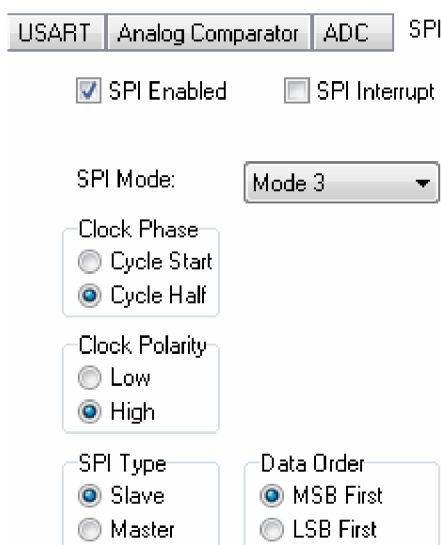 USART Analog Comparator ADC SPI
SPI Enabled SPI Interrupt
SPI Mode: Mode 3
Clock Phase
Cycle Start
Cycle Half
Clock Polarity
Low
High
SPI Type Data Order
Slave MSB First
Master LSB First